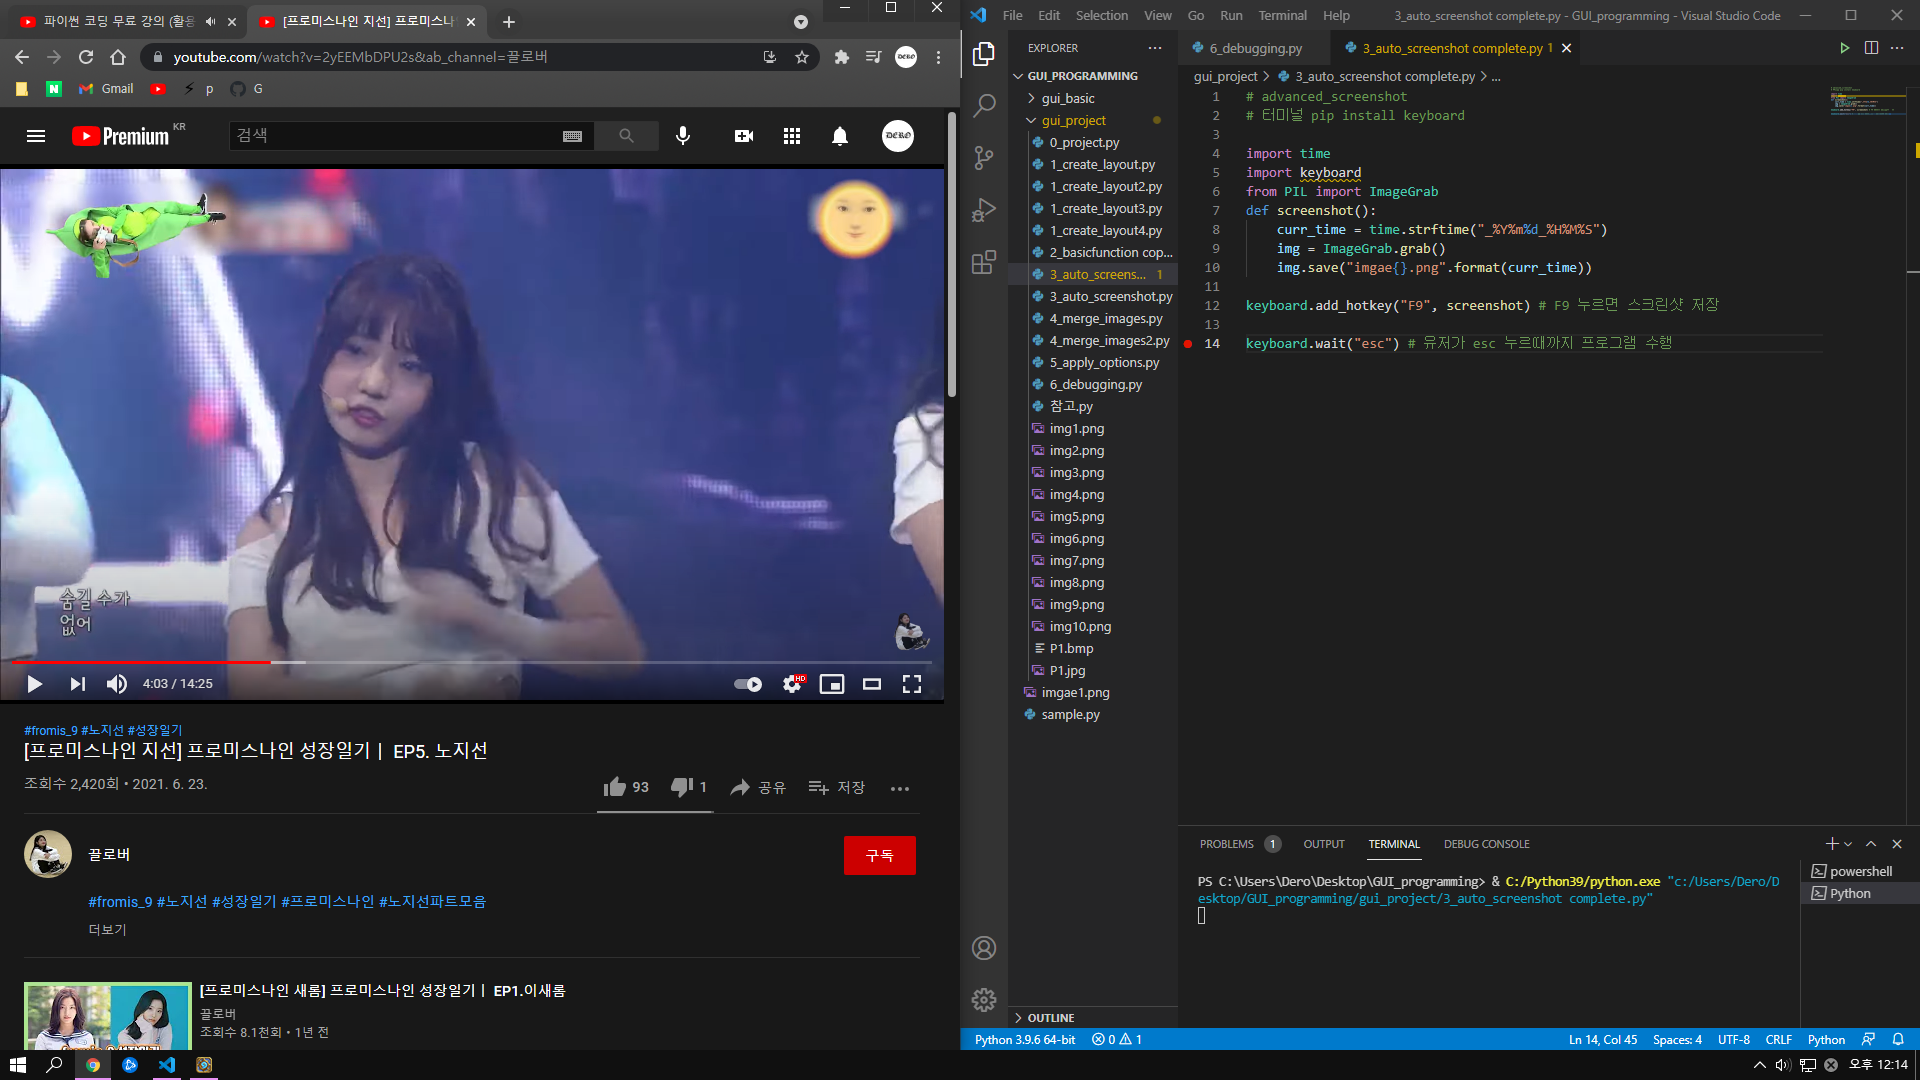 파이썬 코딩 무료 강의 (활용
[프로미스나인 지선] 프로미스나
youtube.com/watch?v=2yEEMbDPU2s&ab_channel=끌로버
DERO
N
Gmail
p
G
Premium KR
검색
DERO
숨길 수가
없어
4:03 / 14:25
HD
#fromis_9 #노지선 #성장일기
[프로미스나인 지선] 프로미스나인 성장일기ㅣ EP5. 노지선
조회수 2,420회 • 2021. 6. 23.
93
1
공유
저장
끌로버
구독
#fromis_9 #노지선 #성장일기 #프로미스나인 #노지선파트모음
더보기
[프로미스나인 새롬] 프로미스나인 성장일기ㅣ EP1.이새롬
끌로버
조회수 8.1천회 • 1년 전
File Edit Selection View Go Run Terminal Help
3_auto_screenshot complete.py - GUI_programming - Visual Studio Code
EXPLORER
GUI_PROGRAMMING
gui_basic
gui_project
0_project.py
1_create_layout.py
1_create_layout2.py
1_create_layout3.py
1_create_layout4.py
2_basicfunction cop...
3_auto_screens... 1
3_auto_screenshot.py
4_merge_images.py
4_merge_images2.py
5_apply_options.py
6_debugging.py
참고.py
img1.png
img2.png
img3.png
img4.png
img5.png
img6.png
img7.png
img8.png
img9.png
img10.png
P1.bmp
P1.jpg
imgae1.png
sample.py
OUTLINE
6_debugging.py
3_auto_screenshot complete.py 1
gui_project > 3_auto_screenshot complete.py > ...
1 # advanced_screenshot
2 # 터미널 pip install keyboard
3
4 import time
5 import keyboard
6 from PIL import ImageGrab
7 def screenshot():
8 curr_time = time.strftime("_%Y%m%d_%H%M%S")
9 img = ImageGrab.grab()
10 img.save("imgae{}.png".format(curr_time))
11
12 keyboard.add_hotkey("F9", screenshot) # F9 누르면 스크린샷 저장
13
14 keyboard.wait("esc") # 유저가 esc 누르때까지 프로그램 수행
PROBLEMS 1 OUTPUT TERMINAL DEBUG CONSOLE
PS C:\Users\Dero\Desktop\GUI_programming> & C:/Python39/python.exe "c:/Users/Dero/D
esktop/GUI_programming/gui_project/3_auto_screenshot complete.py"
powershell
Python
Python 3.9.6 64-bit
0 1
Ln 14, Col 45
Spaces: 4
UTF-8
CRLF
Python
오후 12:14